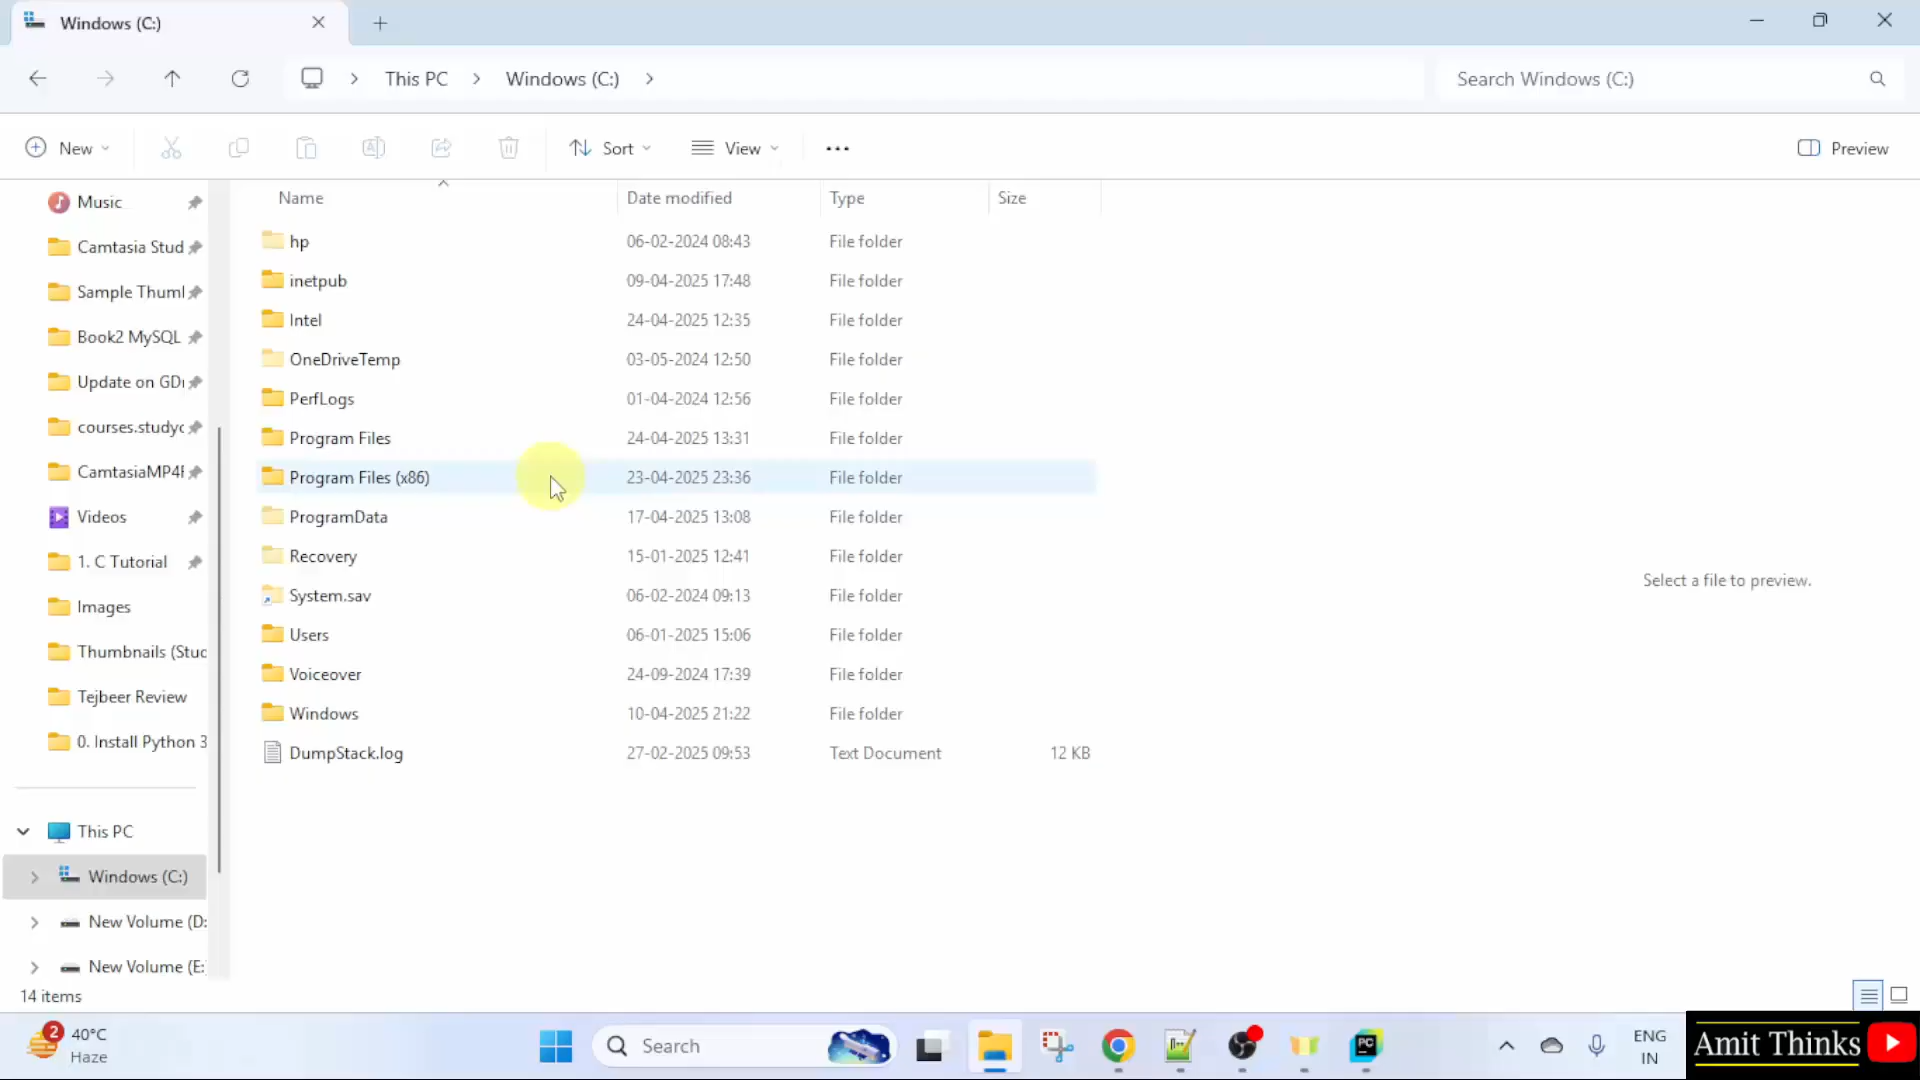 Windows (C:)
This PC
Windows (C:)
Search Windows (C:)
New
Sort
View
Preview
Music
Camtasia Stud
Sample Thuml
Book2 MySQL
Update on GD
courses.studyc
CamtasiaMP4
Videos
1. C Tutorial
Images
Thumbnails (Stuc
Tejbeer Review
0. Install Python 3
This PC
Windows (C:)
New Volume (D:
New Volume (E:
Name Date modified Type Size
hp 06-02-2024 08:43 File folder
inetpub 09-04-2025 17:48 File folder
Intel 24-04-2025 12:35 File folder
OneDriveTemp 03-05-2024 12:50 File folder
PerfLogs 01-04-2024 12:56 File folder
Program Files 24-04-2025 13:31 File folder
Program Files (x86) 23-04-2025 23:36 File folder
ProgramData 17-04-2025 13:08 File folder
Recovery 15-01-2025 12:41 File folder
System.sav 06-02-2024 09:13 File folder
Users 06-01-2025 15:06 File folder
Voiceover 24-09-2024 17:39 File folder
Windows 10-04-2025 21:22 File folder
DumpStack.log 27-02-2025 09:53 Text Document 12 KB
Select a file to preview.
14 items
2
40°C
Haze
Search
PC
ENG
IN
Amit Thinks